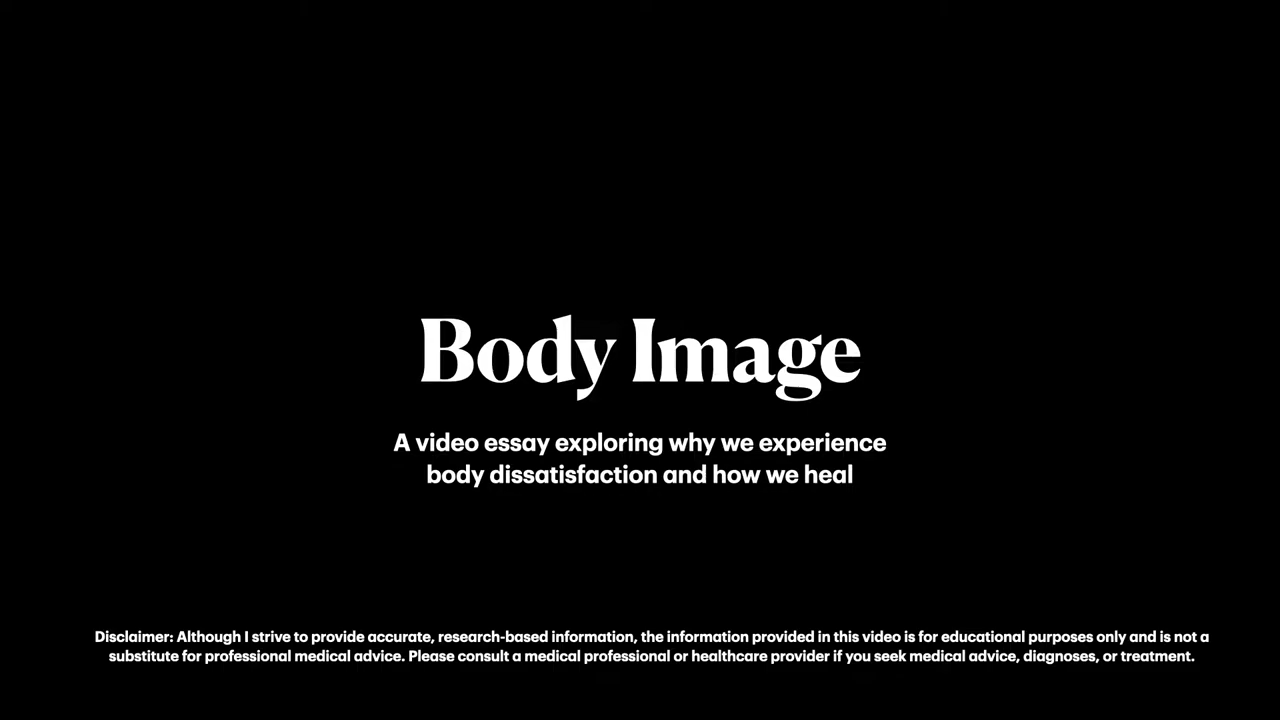 Body Image
A video essay exploring why we experience
body dissatisfaction and how we heal
Disclaimer: Although I strive to provide accurate, research-based information, the information provided in this video is for educational purposes only and is not a
substitute for professional medical advice. Please consult a medical professional or healthcare provider if you seek medical advice, diagnoses, or treatment.